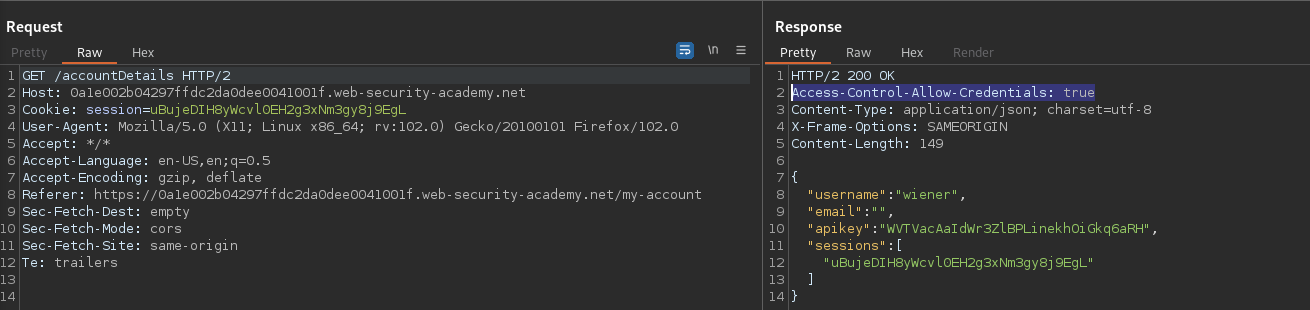 Request
Pretty Raw Hex \n
1 GET /accountDetails HTTP/2
2 Host: 0a1e002b04297ffdc2da0dee0041001f.web-security-academy.net
3 Cookie: session=uBujeDIH8yWcvlOEH2g3xNm3gy8j9EgL
4 User-Agent: Mozilla/5.0 (X11; Linux x86_64; rv:102.0) Gecko/20100101 Firefox/102.0
5 Accept: */*
6 Accept-Language: en-US,en;q=0.5
7 Accept-Encoding: gzip, deflate
8 Referer: https://0a1e002b04297ffdc2da0dee0041001f.web-security-academy.net/my-account
9 Sec-Fetch-Dest: empty
10 Sec-Fetch-Mode: cors
11 Sec-Fetch-Site: same-origin
12 Te: trailers
13
14
Response
Pretty Raw Hex Render
1 HTTP/2 200 OK
2 Access-Control-Allow-Credentials: true
3 Content-Type: application/json; charset=utf-8
4 X-Frame-Options: SAMEORIGIN
5 Content-Length: 149
6
7 {
8 "username":"wiener",
9 "email":"",
10 "apikey":"WVTVacAaIdWr3ZlBPLinekhOiGkq6aRH",
11 "sessions":[
12 "uBujeDIH8yWcvlOEH2g3xNm3gy8j9EgL"
13 ]
14 }